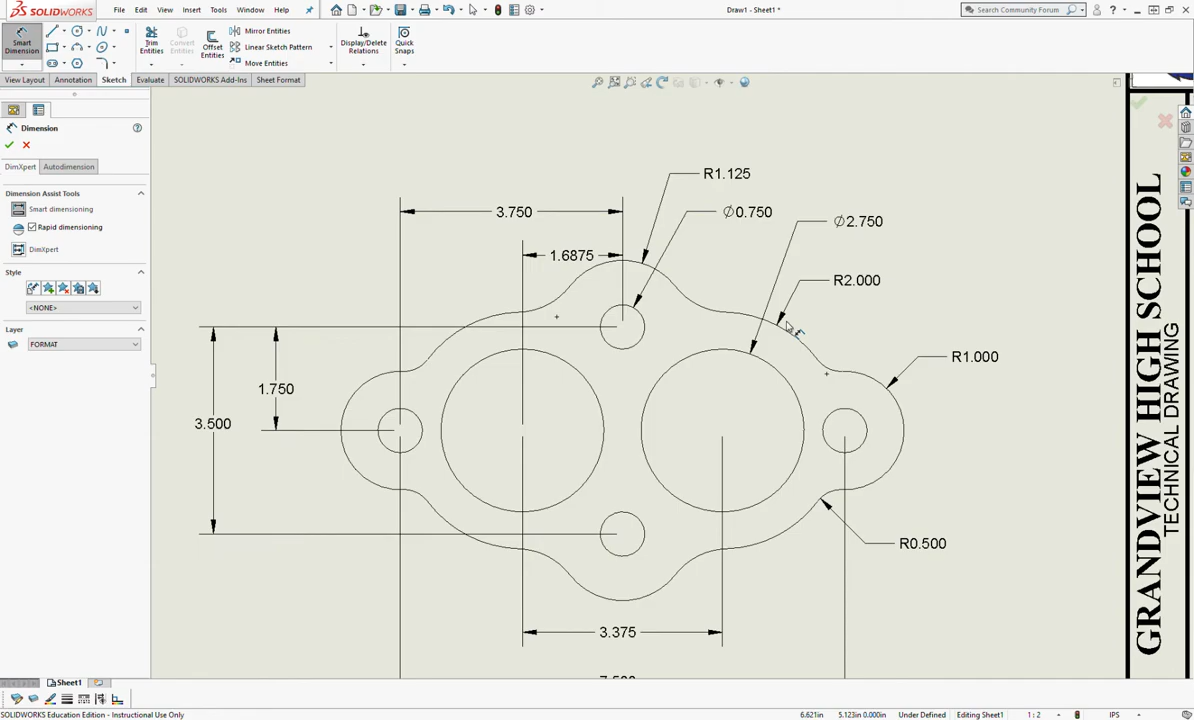 SOLIDWORKS
File Edit View Insert Tools Window
Draw1 - Sheet1 *
Search Community Forum
Smart Dimension
Trim Entities
Convert Entities
Offset Entities
Mirror Entities
Linear Sketch Pattern
Move Entities
Display/Delete Relations
Quick Snaps
View Layout Annotation Sketch Evaluate SOLIDWORKS Add-Ins Sheet Format
Dimension
DimXpert Autodimension
Dimension Assist Tools
Smart dimensioning
Rapid dimensioning
DimXpert
Style
<NONE>
Layer
FORMAT
R1.125
3.750
∅0.750
∅2.750
1.6875
R2.000
R1.000
1.750
3.500
R0.500
3.375
7.500
GRANDVIEW HIGH SCHOOL
TECHNICAL DRAWING
Sheet1
SOLIDWORKS Education Edition - Instructional Use Only
6.621in 5.123in 0.000in Under Defined Editing Sheet1 1 : 2 IPS